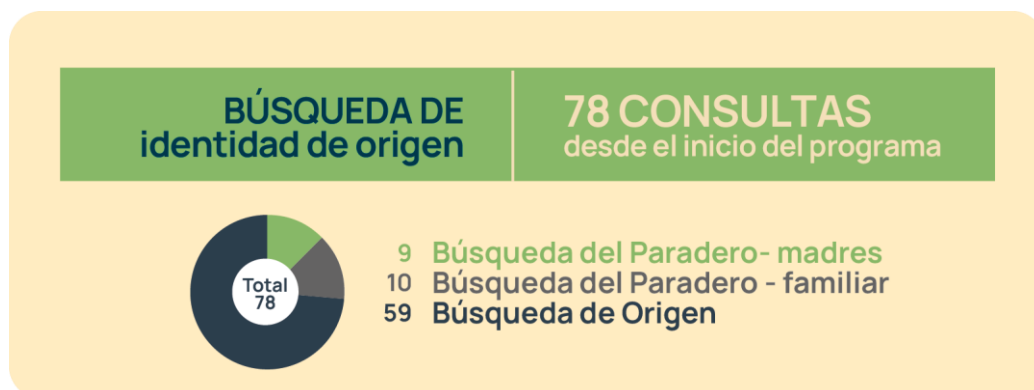 BÚSQUEDA DE
identidad de origen
78 CONSULTAS
desde el inicio del programa
Total
78
9 Búsqueda del Paradero- madres
10 Búsqueda del Paradero - familiar
59 Búsqueda de Origen